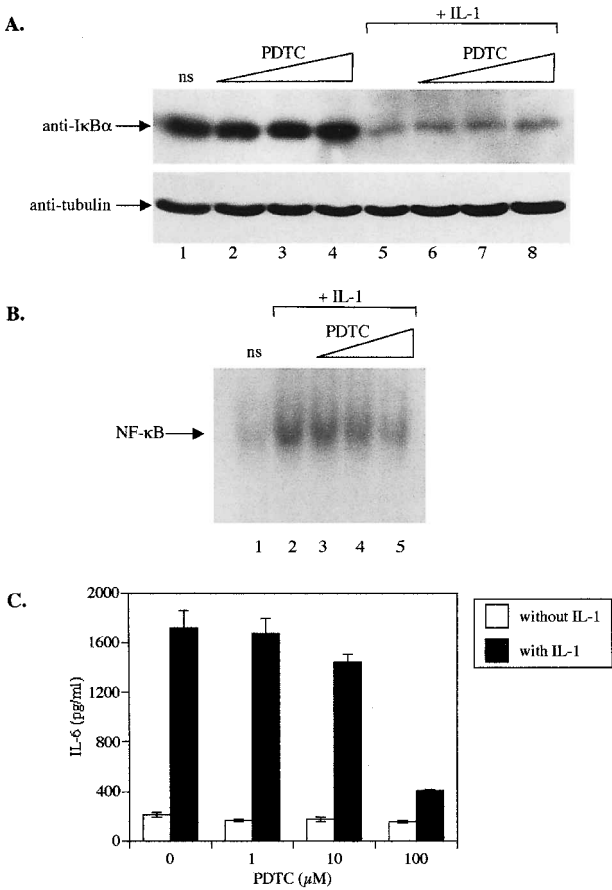 A.
+ IL-1
PDTC
PDTC
ns
anti-IκBα
anti-tubulin
1 2 3 4 5 6 7 8
B.
+ IL-1
PDTC
ns
NF-κB
1 2 3 4 5
C.
2000
1600
1200
800
400
0
IL-6 (pg/ml)
0 1 10 100
PDTC (μM)
without IL-1
with IL-1